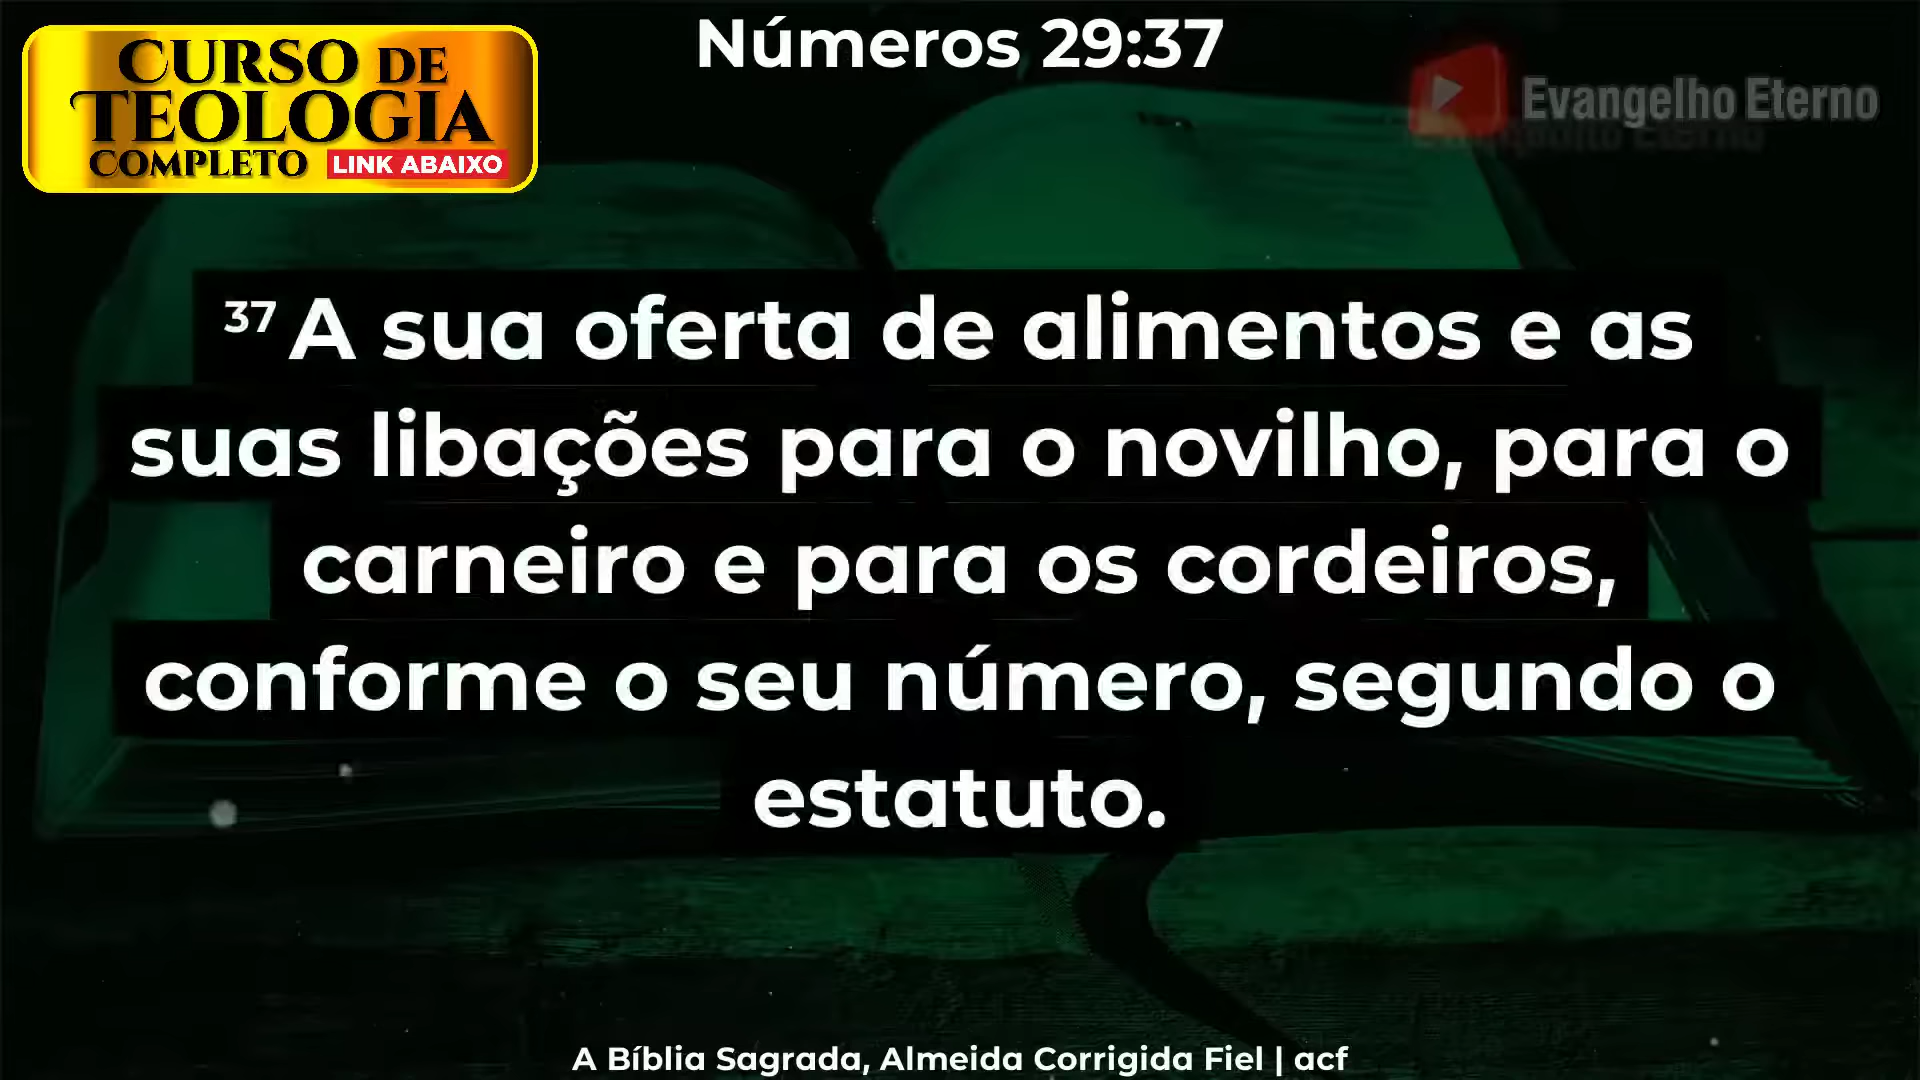 Números 29:37
CURSO DE
TEOLOGIA
COMPLETO LINK ABAIXO
Evangelho Eterno
37 A sua oferta de alimentos e as
suas libações para o novilho, para o
carneiro e para os cordeiros,
conforme o seu número, segundo o
estatuto.
A Bíblia Sagrada, Almeida Corrigida Fiel | acf